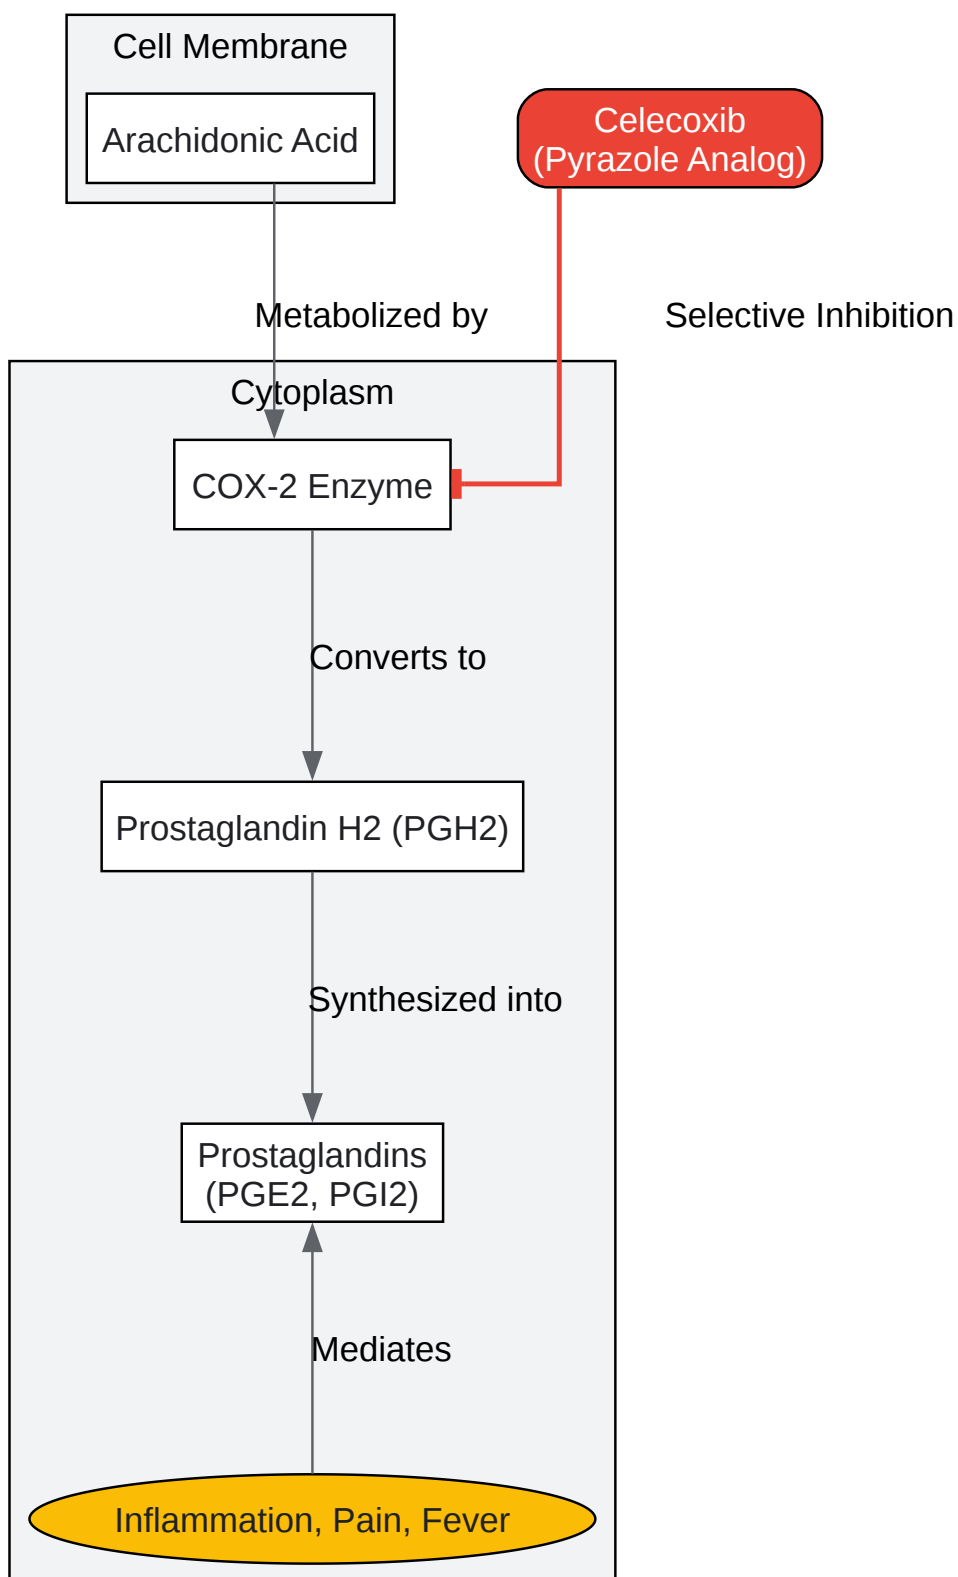 Cell Membrane
Arachidonic Acid
Celecoxib
(Pyrazole Analog)
Metabolized by
Selective Inhibition
Cytoplasm
COX-2 Enzyme
Converts to
Prostaglandin H2 (PGH2)
Synthesized into
Prostaglandins
(PGE2, PGI2)
Mediates
Inflammation, Pain, Fever